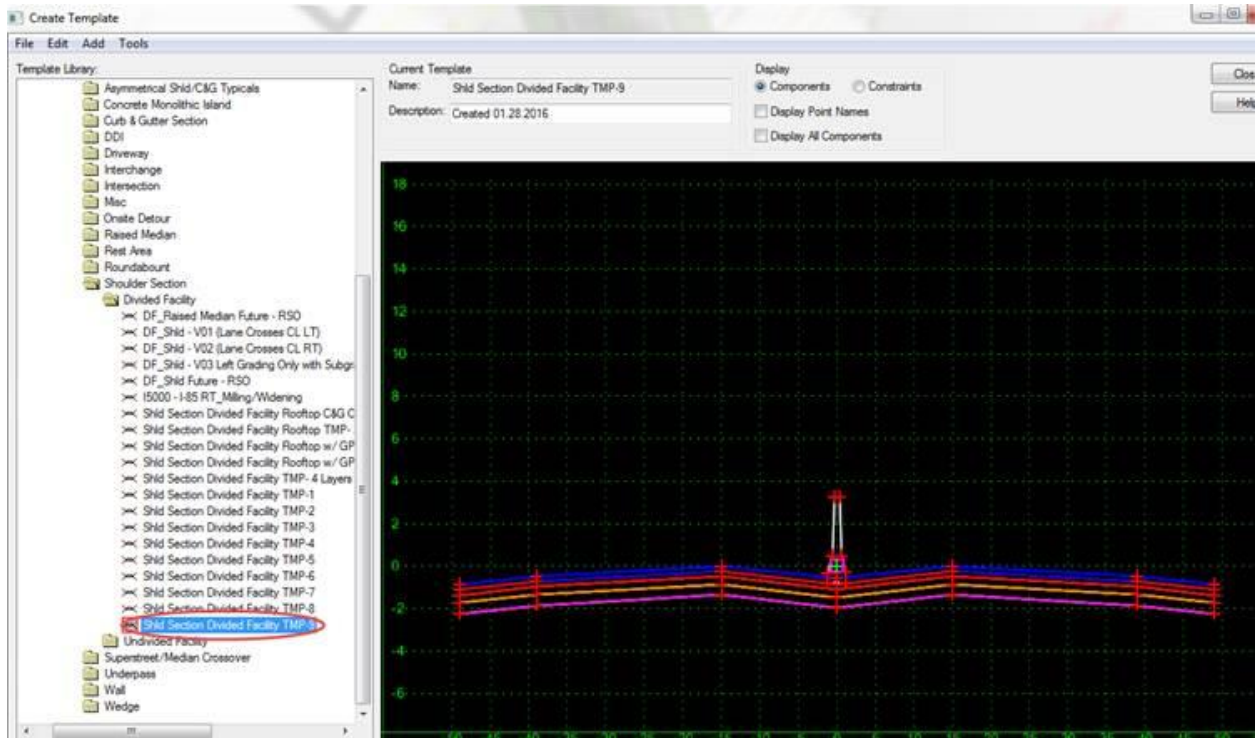 Create Template
File Edit Add Tools
Template Library:
Asymmetrical Shld/C&G Typicals
Concrete Monolithic Island
Curb & Gutter Section
DDI
Driveway
Interchange
Intersection
Misc
Onsite Detour
Raised Median
Rest Area
Roundabount
Shoulder Section
Divided Facility
DF_Raised Median Future - RSO
DF_Shld - V01 (Lane Crosses CL LT)
DF_Shld - V02 (Lane Crosses CL RT)
DF_Shld - V03 Left Grading Only with Subgr
DF_Shld Future - RSO
I5000 - I-85 RT_Milling/Widening
Shld Section Divided Facility Rooftop C&G C
Shld Section Divided Facility Rooftop TMP-
Shld Section Divided Facility Rooftop w/ GP
Shld Section Divided Facility Rooftop w/ GP
Shld Section Divided Facility TMP- 4 Layers
Shld Section Divided Facility TMP-1
Shld Section Divided Facility TMP-2
Shld Section Divided Facility TMP-3
Shld Section Divided Facility TMP-4
Shld Section Divided Facility TMP-5
Shld Section Divided Facility TMP-6
Shld Section Divided Facility TMP-7
Shld Section Divided Facility TMP-8
Shld Section Divided Facility TMP-9
Undivided Facility
Superstreet/Median Crossover
Underpass
Wall
Wedge
Current Template
Name: Shld Section Divided Facility TMP-9
Description: Created 01.28.2016
Display
Components Constraints
Display Point Names
Display All Components
Clos
Help
18
16
14
12
10
8
6
4
2
0
-2
-4
-6